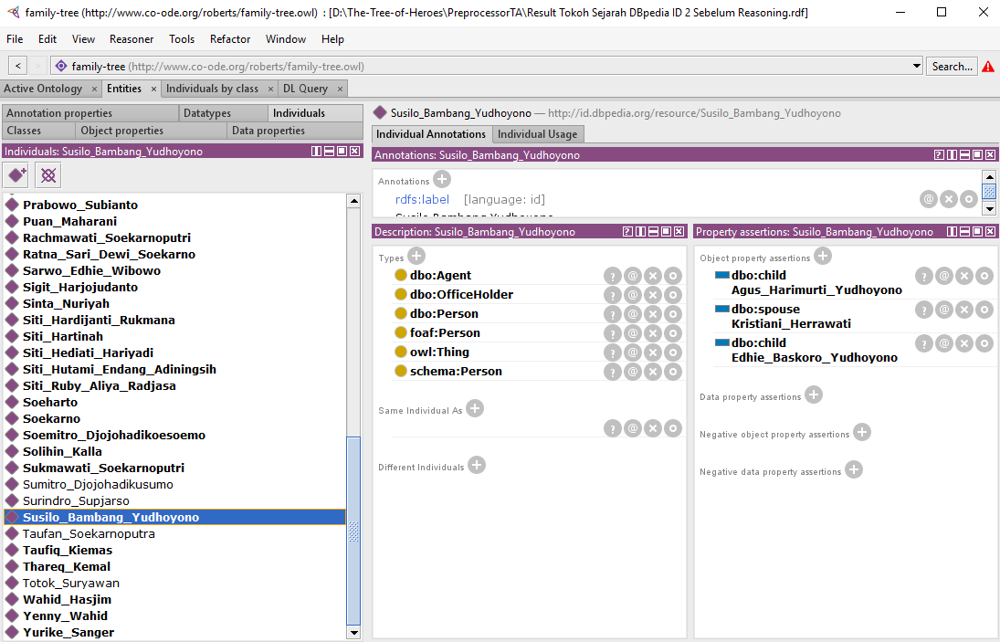 family-tree (http://www.co-ode.org/roberts/family-tree.owl) : [D:\The-Tree-of-Heroes\PreprocessorTA\Result Tokoh Sejarah DBpedia ID 2 Sebelum Reasoning.rdf]
File Edit View Reasoner Tools Refactor Window Help
< > family-tree (http://www.co-ode.org/roberts/family-tree.owl) Search...
Active Ontology × Entities × Individuals by class × DL Query ×
Annotation properties Datatypes Individuals
Classes Object properties Data properties
Individuals: Susilo_Bambang_Yudhoyono
Prabowo_Subianto
Puan_Maharani
Rachmawati_Soekarnoputri
Ratna_Sari_Dewi_Soekarno
Sarwo_Edhie_Wibowo
Sigit_Harjojudanto
Sinta_Nuriyah
Siti_Hardijanti_Rukmana
Siti_Hartinah
Siti_Hediati_Hariyadi
Siti_Hutami_Endang_Adiningsih
Siti_Ruby_Aliya_Radjasa
Soeharto
Soekarno
Soemitro_Djojohadikoesoemo
Solihin_Kalla
Sukmawati_Soekarnoputri
Sumitro_Djojohadikusumo
Surindro_Supjarso
Susilo_Bambang_Yudhoyono
Taufan_Soekarnoputra
Taufiq_Kiemas
Thareq_Kemal
Totok_Suryawan
Wahid_Hasjim
Yenny_Wahid
Yurike_Sanger
Susilo_Bambang_Yudhoyono — http://id.dbpedia.org/resource/Susilo_Bambang_Yudhoyono
Individual Annotations Individual Usage
Annotations: Susilo_Bambang_Yudhoyono
Annotations
rdfs:label [language: id]
Susilo Bambang Yudhoyono
Description: Susilo_Bambang_Yudhoyono
Types
dbo:Agent
dbo:OfficeHolder
dbo:Person
foaf:Person
owl:Thing
schema:Person
Same Individual As
Different Individuals
Property assertions: Susilo_Bambang_Yudhoyono
Object property assertions
dbo:child
Agus_Harimurti_Yudhoyono
dbo:spouse
Kristiani_Herrawati
dbo:child
Edhie_Baskoro_Yudhoyono
Data property assertions
Negative object property assertions
Negative data property assertions